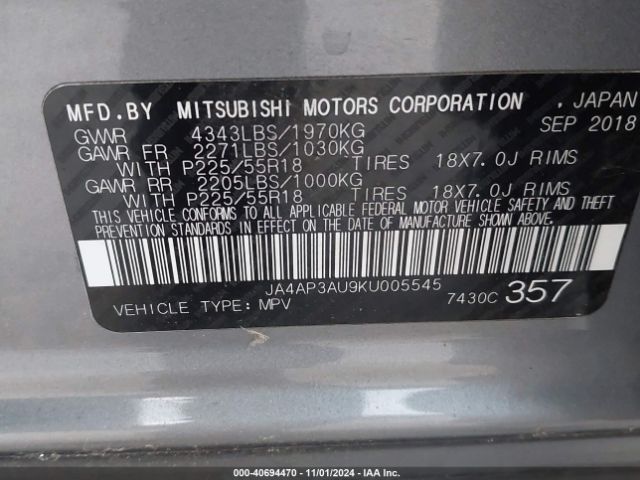 MFD.BY MITSUBISHI MOTORS CORPORATION . JAPAN
GVWR 4343LBS/1970KG SEP 2018
GAWR FR 2271LBS/1030KG
WITH P225/55R18 TIRES 18X7.0J RIMS
GAWR RR 2205LBS/1000KG
WITH P225/55R18 TIRES 18X7.0J RIMS
THIS VEHICLE CONFORMS TO ALL APPLICABLE FEDERAL MOTOR VEHICLE SAFETY AND THEFT
PREVENTION STANDARDS IN EFFECT ON THE DATE OF MANUFACTURE SHOWN ABOVE.
JA4AP3AU9KU005545
VEHICLE TYPE:MPV 7430C 357
000-40694470 - 11/01/2024 - iaai.com